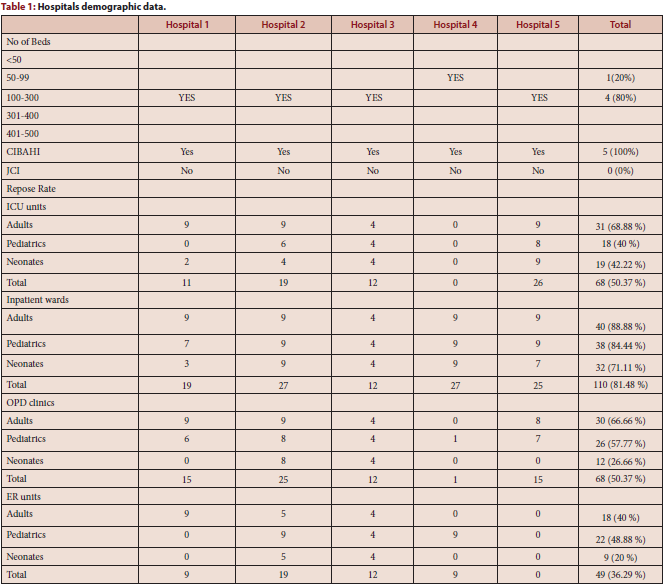 Table 1: Hospitals demographic data.
Hospital 1 Hospital 2 Hospital 3 Hospital 4 Hospital 5 Total
No of Beds
<50
50-99 YES 1(20%)
100-300 YES YES YES YES 4 (80%)
301-400
401-500
CIBAHI Yes Yes Yes Yes Yes 5 (100%)
JCI No No No No No 0 (0%)
Repose Rate
ICU units
Adults 9 9 4 0 9 31 (68.88 %)
Pediatrics 0 6 4 0 8 18 (40 %)
Neonates 2 4 4 0 9 19 (42.22 %)
Total 11 19 12 0 26 68 (50.37 %)
Inpatient wards
Adults 9 9 4 9 9 40 (88.88 %)
Pediatrics 7 9 4 9 9 38 (84.44 %)
Neonates 3 9 4 9 7 32 (71.11 %)
Total 19 27 12 27 25 110 (81.48 %)
OPD clinics
Adults 9 9 4 0 8 30 (66.66 %)
Pediatrics 6 8 4 1 7 26 (57.77 %)
Neonates 0 8 4 0 0 12 (26.66 %)
Total 15 25 12 1 15 68 (50.37 %)
ER units
Adults 9 5 4 0 0 18 (40 %)
Pediatrics 0 9 4 9 0 22 (48.88 %)
Neonates 0 5 4 0 0 9 (20 %)
Total 9 19 12 9 0 49 (36.29 %)